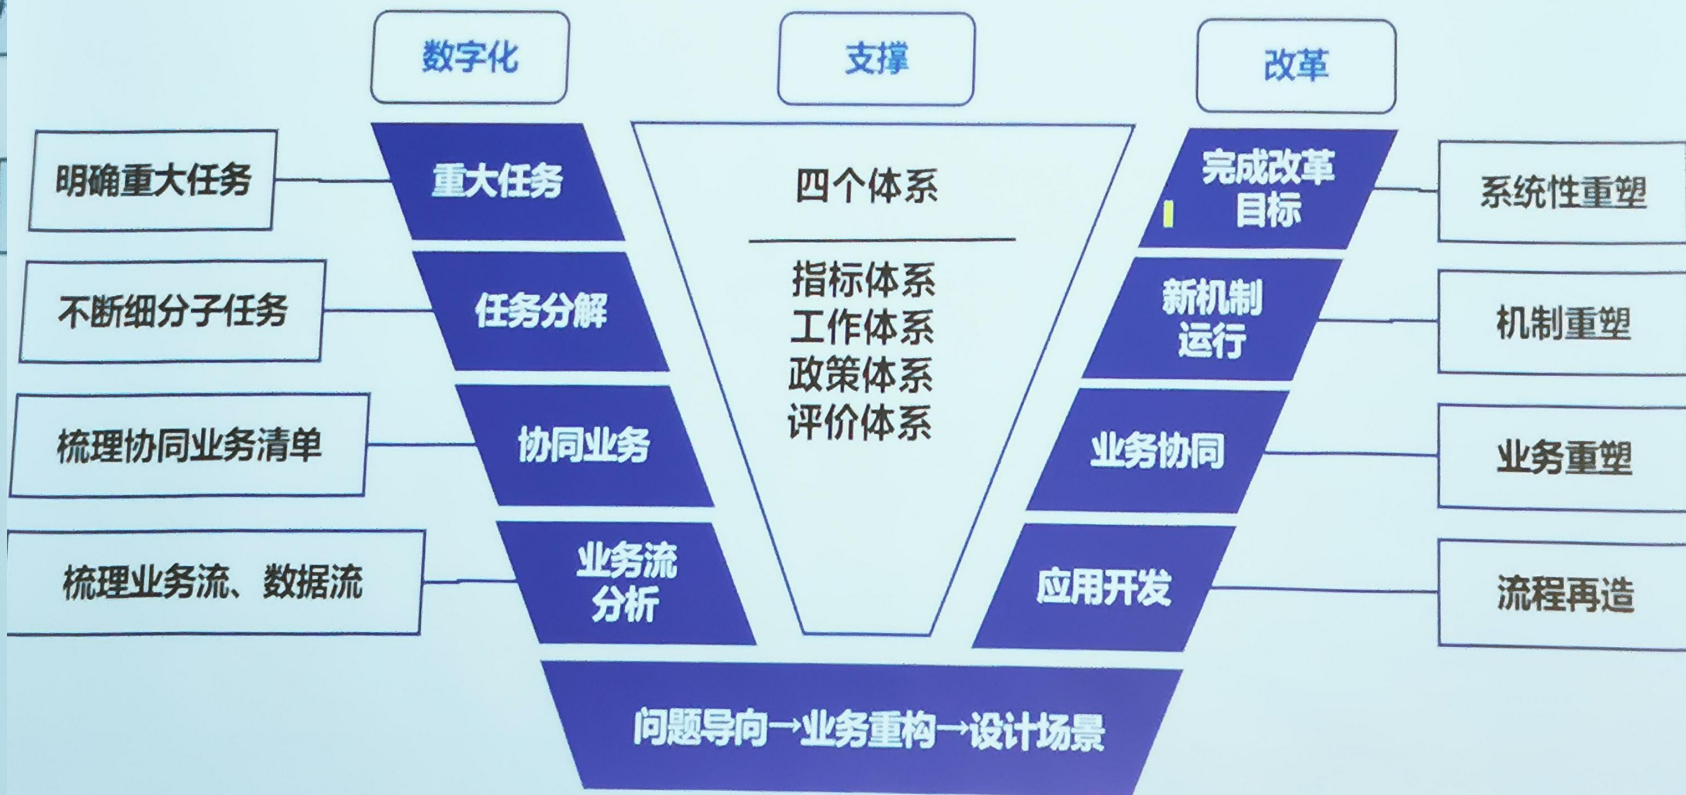 数字化
支撑
改革
明确重大任务
重大任务
四个体系
完成改革
目标
系统性重塑
不断细分子任务
任务分解
指标体系
工作体系
政策体系
评价体系
新机制
运行
机制重塑
梳理协同业务清单
协同业务
业务协同
业务重塑
梳理业务流、数据流
业务流
分析
应用开发
流程再造
问题导向→业务重构→设计场景